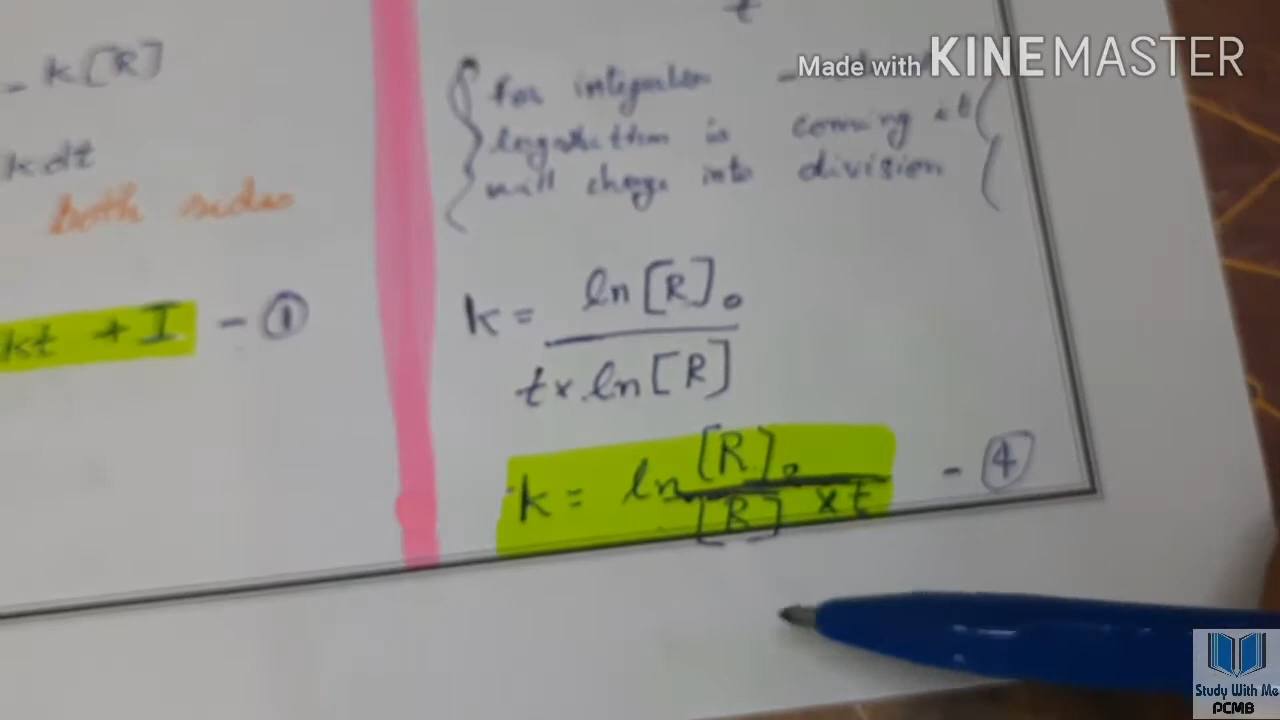 - k[R]
kdt
both sides
kt + I - ①
t
{ for integration -
is coming it }
will change into division
k = ln[R]₀
t × ln[R]
k = ln [R]₀
[R] × t - ④
Made with KINEMASTER
Study With Me
PCMB